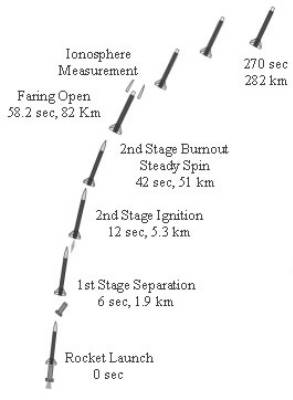 Ionosphere
Measurement
270 sec
282 km
Faring Open
58.2 sec, 82 Km
2nd Stage Burnout
Steady Spin
42 sec, 51 km
2nd Stage Ignition
12 sec, 5.3 km
1st Stage Separation
6 sec, 1.9 km
Rocket Launch
0 sec